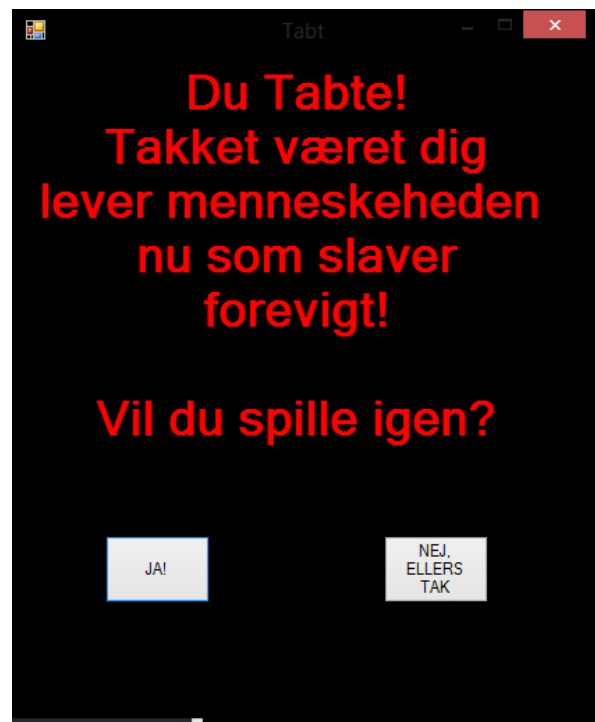 Tabt
Du Tabte!
Takket været dig
lever menneskeheden
nu som slaver
forevigt!
Vil du spille igen?
JA!
NEJ,
ELLERS
TAK